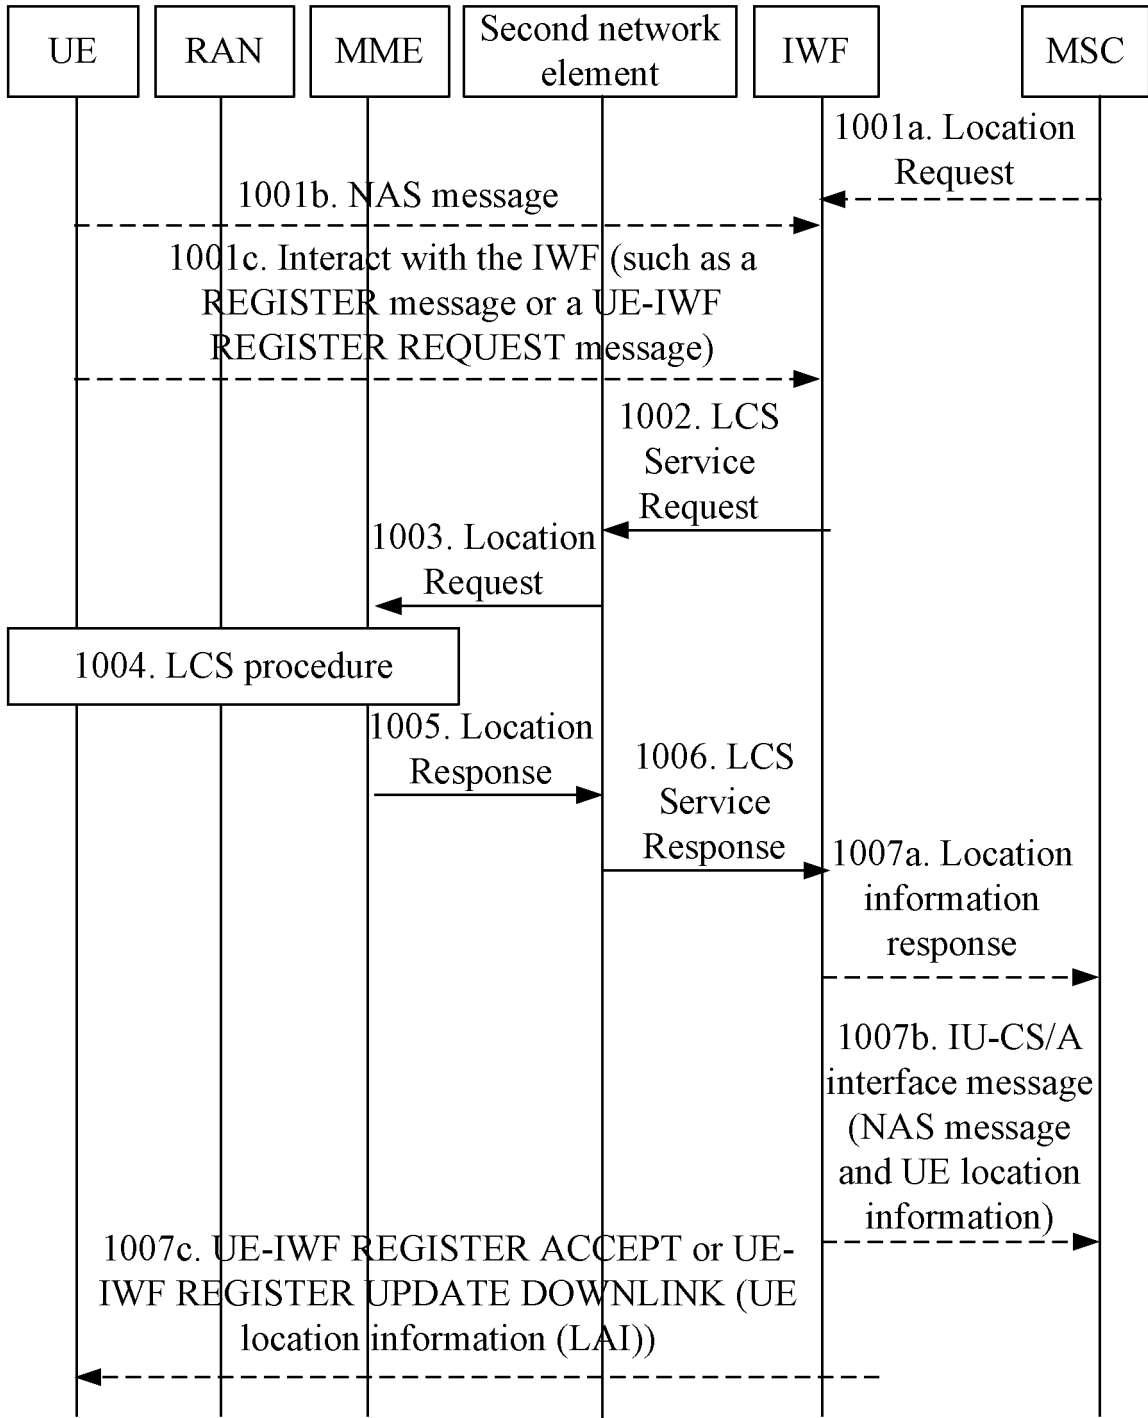 UE
RAN
MME
Second network
element
IWF
MSC
1001a. Location
Request
1001b. NAS message
1001c. Interact with the IWF (such as a
REGISTER message or a UE-IWF
REGISTER REQUEST message)
1002. LCS
Service
Request
1003. Location
Request
1004. LCS procedure
1005. Location
Response
1006. LCS
Service
Response
1007a. Location
information
response
1007b. IU-CS/A
interface message
(NAS message
and UE location
information)
1007c. UE-IWF REGISTER ACCEPT or UE-
IWF REGISTER UPDATE DOWNLINK (UE
location information (LAI))